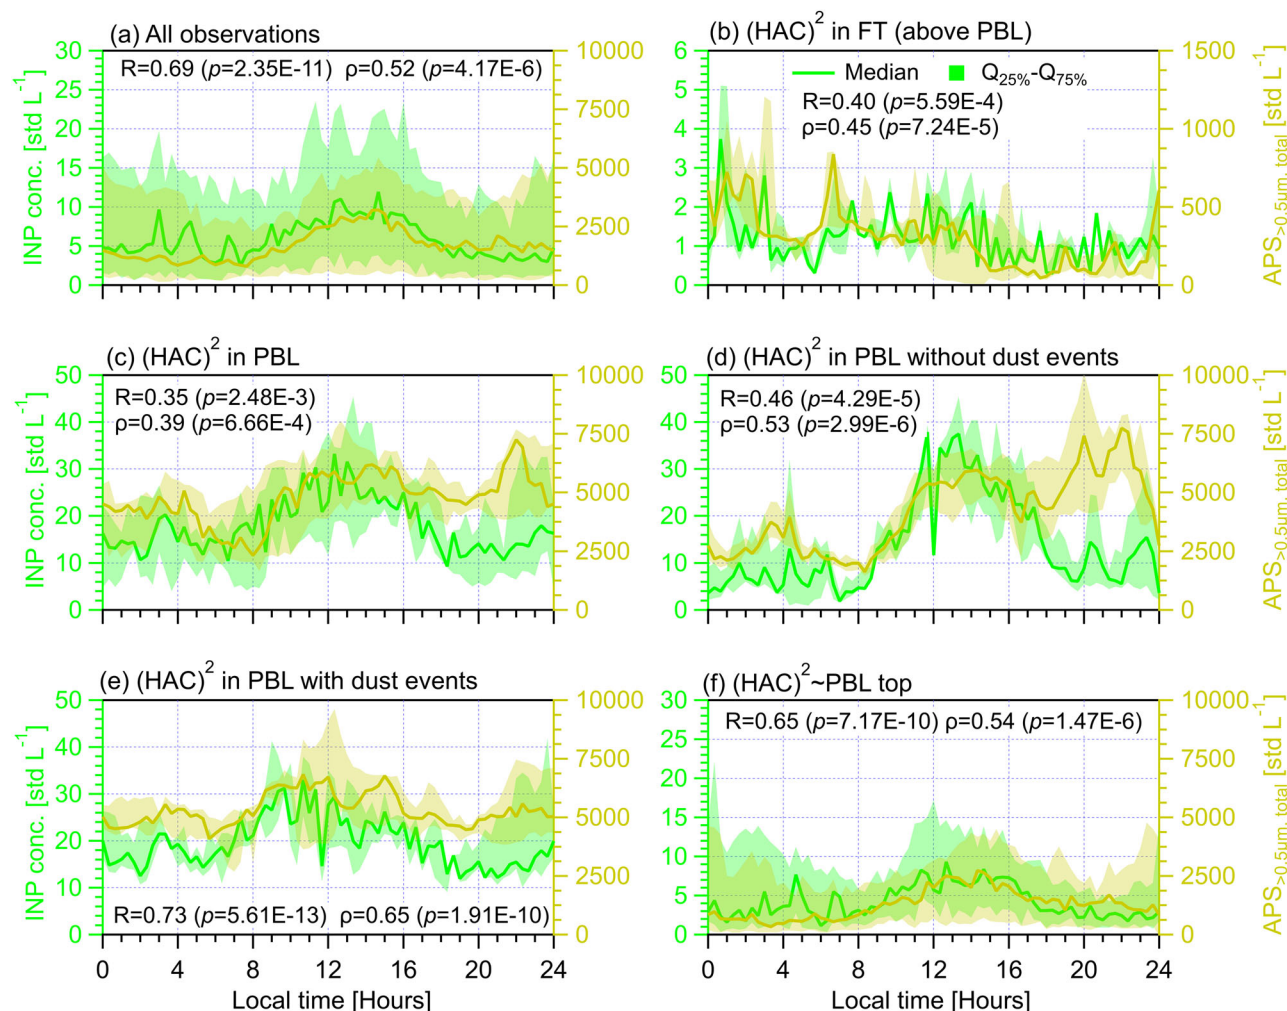 (a) All observations
R=0.69 (p=2.35E-11) ρ=0.52 (p=4.17E-6)
INP conc. [std L⁻¹]
30
25
20
15
10
5
0
10000
7500
5000
2500
0
(b) (HAC)² in FT (above PBL)
Median
Q25%-Q75%
R=0.40 (p=5.59E-4)
ρ=0.45 (p=7.24E-5)
6
5
4
3
2
1
0
1500
1000
500
0
APS>0.5um, total [std L⁻¹]
(c) (HAC)² in PBL
R=0.35 (p=2.48E-3)
ρ=0.39 (p=6.66E-4)
INP conc. [std L⁻¹]
50
40
30
20
10
0
10000
7500
5000
2500
0
(d) (HAC)² in PBL without dust events
R=0.46 (p=4.29E-5)
ρ=0.53 (p=2.99E-6)
50
40
30
20
10
0
10000
7500
5000
2500
0
APS>0.5um, total [std L⁻¹]
(e) (HAC)² in PBL with dust events
INP conc. [std L⁻¹]
50
40
30
20
10
0
10000
7500
5000
2500
0
R=0.73 (p=5.61E-13) ρ=0.65 (p=1.91E-10)
0 4 8 12 16 20 24
Local time [Hours]
(f) (HAC)²~PBL top
R=0.65 (p=7.17E-10) ρ=0.54 (p=1.47E-6)
30
25
20
15
10
5
0
10000
7500
5000
2500
0
APS>0.5um, total [std L⁻¹]
0 4 8 12 16 20 24
Local time [Hours]